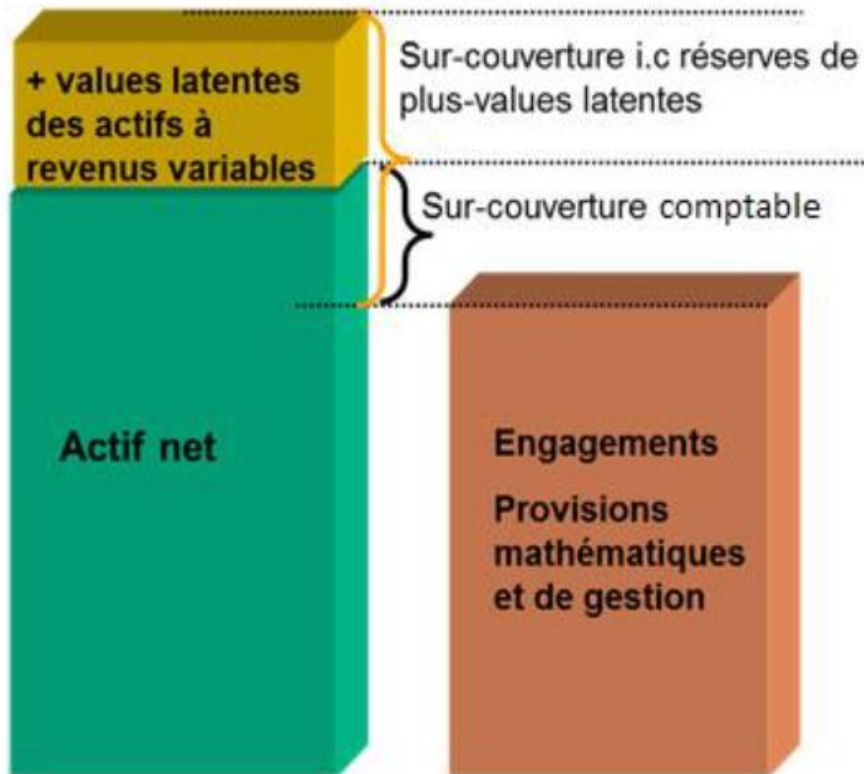 + values latentes
des actifs à
revenus variables
Sur-couverture i.c réserves de
plus-values latentes
Sur-couverture comptable
Actif net
Engagements
Provisions
mathématiques
et de gestion